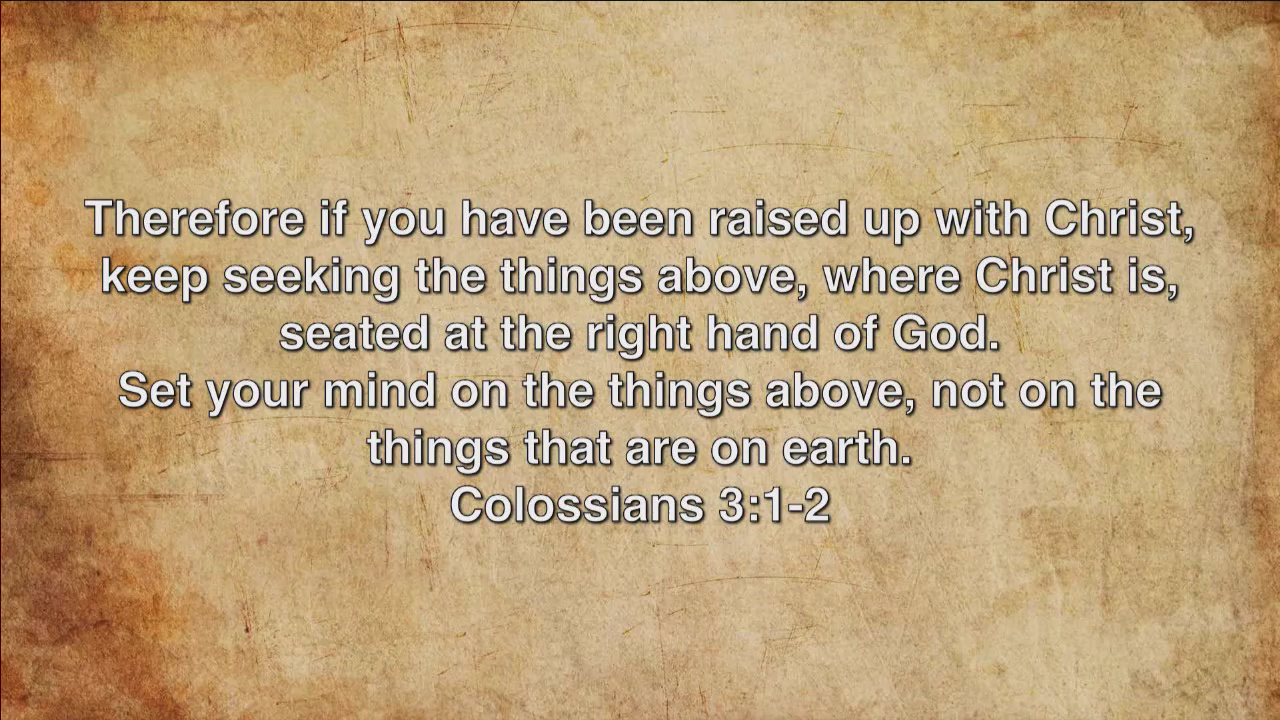 Therefore if you have been raised up with Christ,
keep seeking the things above, where Christ is,
seated at the right hand of God.
Set your mind on the things above, not on the
things that are on earth.
Colossians 3:1-2